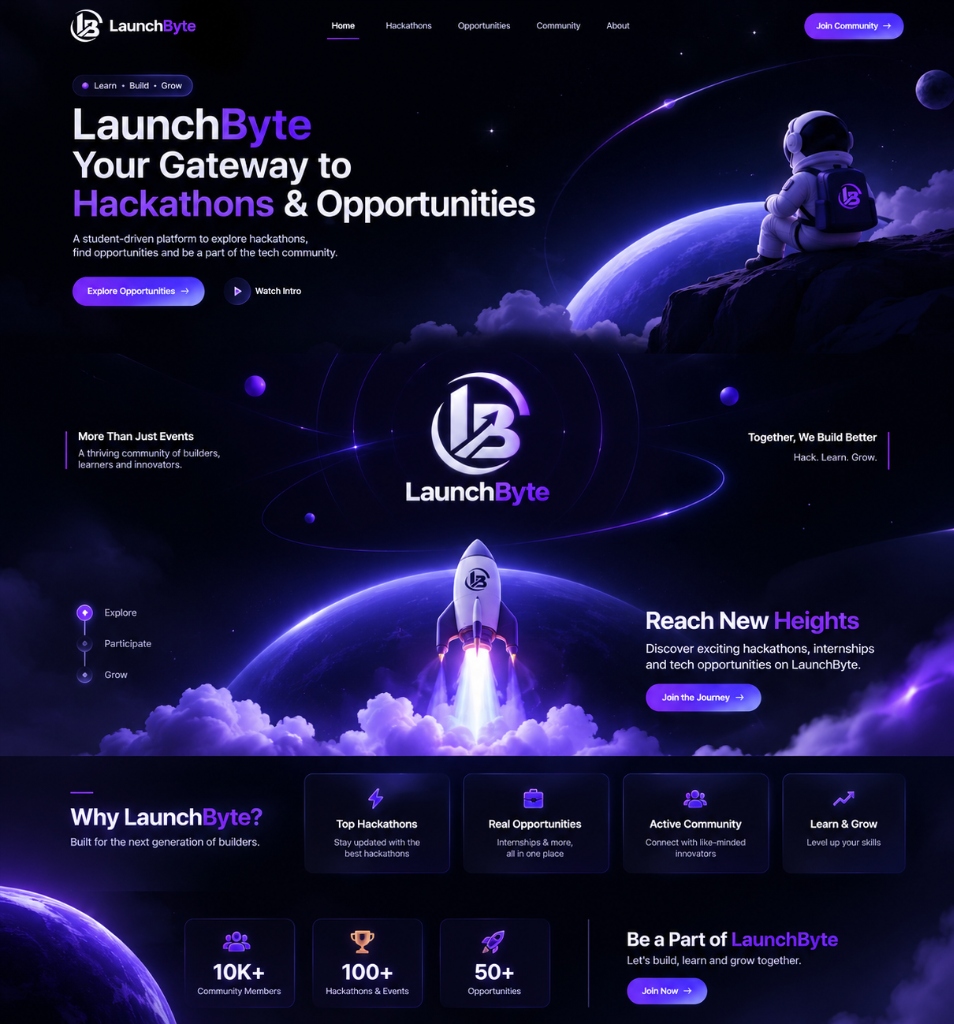 LB LaunchByte
Home
Hackathons
Opportunities
Community
About
Join Community →
Learn • Build • Grow
LaunchByte
Your Gateway to
Hackathons & Opportunities
A student-driven platform to explore hackathons,
find opportunities and be a part of the tech community.
Explore Opportunities →
Watch Intro
LB
LB
LaunchByte
More Than Just Events
A thriving community of builders,
learners and innovators.
Together, We Build Better
Hack. Learn. Grow.
LB
Explore
Participate
Grow
Reach New Heights
Discover exciting hackathons, internships
and tech opportunities on LaunchByte.
Join the Journey →
Why LaunchByte?
Built for the next generation of builders.
Top Hackathons
Stay updated with the
best hackathons
Real Opportunities
Internships & more,
all in one place
Active Community
Connect with like-minded
innovators
Learn & Grow
Level up your skills
10K+
Community Members
100+
Hackathons & Events
50+
Opportunities
Be a Part of LaunchByte
Let's build, learn and grow together.
Join Now →